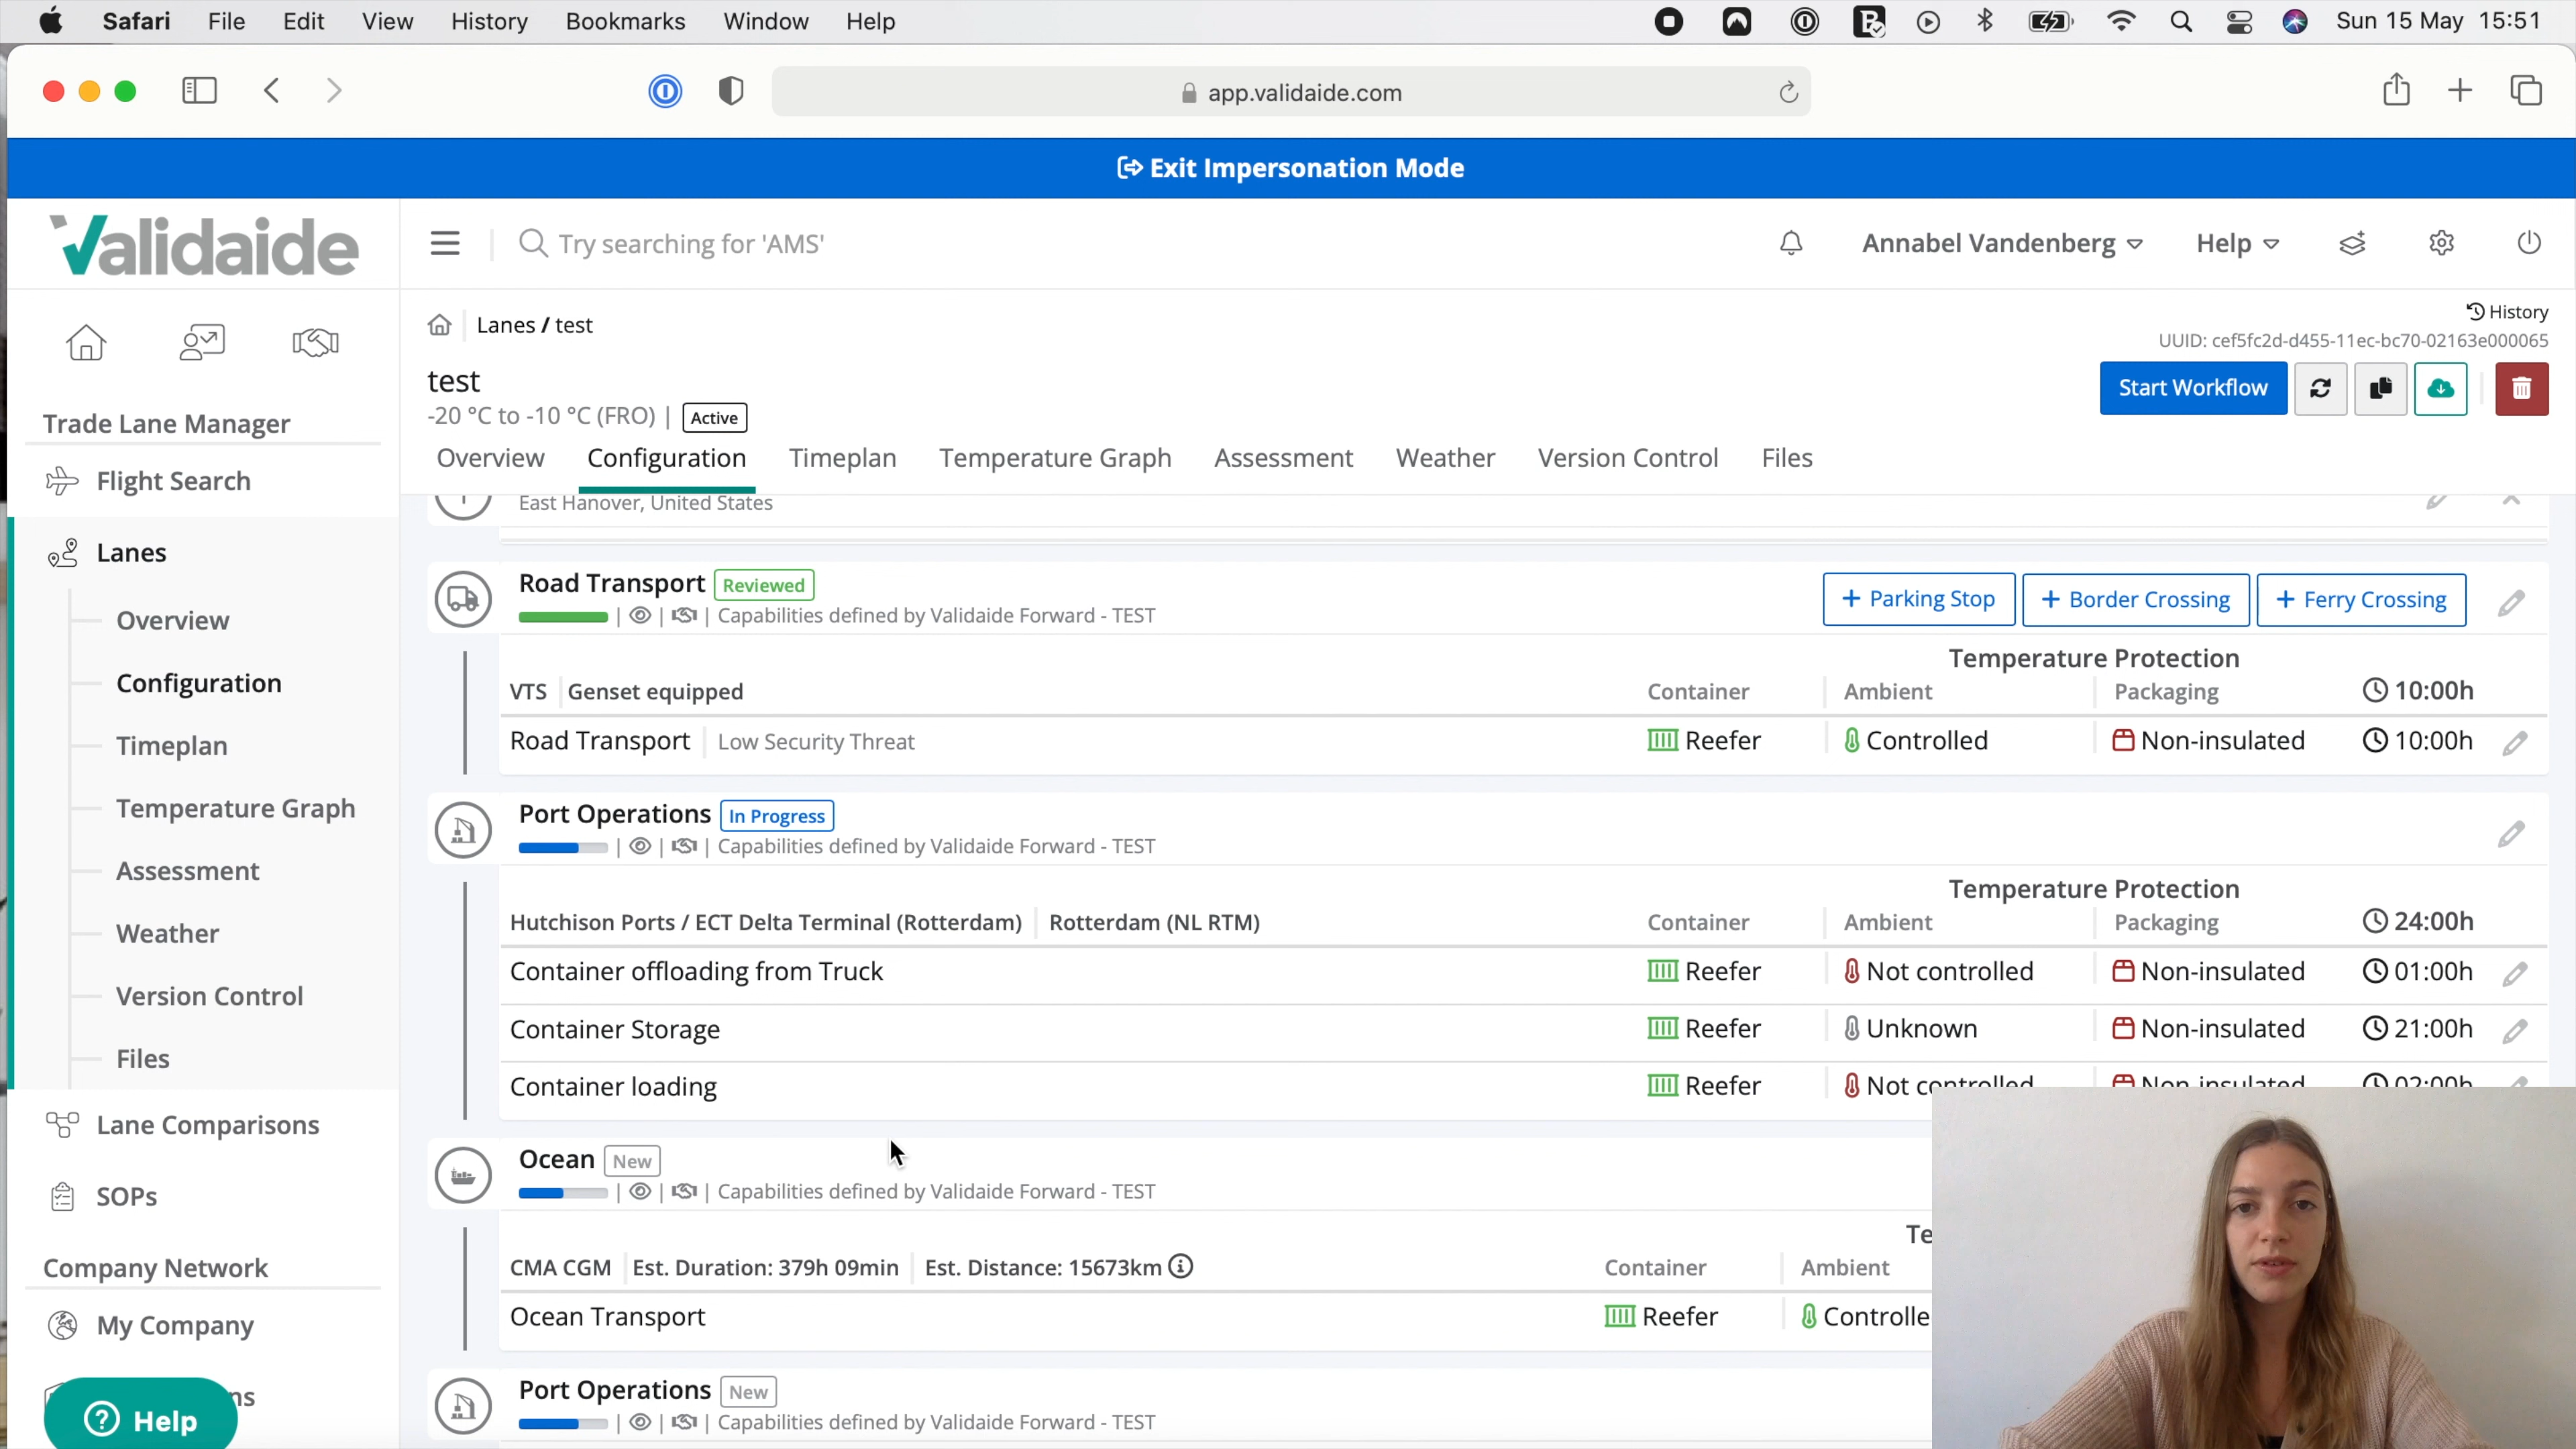 Safari File Edit View History Bookmarks Window Help Sun 15 May 15:51
app.validaide.com
Exit Impersonation Mode
Validaide
Try searching for 'AMS'
Annabel Vandenberg Help
Lanes / test
History
UUID: cef5fc2d-d455-11ec-bc70-02163e000065
test
-20 °C to -10 °C (FRO) | Active
Start Workflow
Overview Configuration Timeplan Temperature Graph Assessment Weather Version Control Files
Trade Lane Manager
Flight Search
Lanes
Overview
Configuration
Timeplan
Temperature Graph
Assessment
Weather
Version Control
Files
Lane Comparisons
SOPs
Company Network
My Company
Help
East Hanover, United States
Road Transport Reviewed
| | | Capabilities defined by Validaide Forward - TEST
+ Parking Stop + Border Crossing + Ferry Crossing
Temperature Protection
VTS Genset equipped Container Ambient Packaging 10:00h
Road Transport Low Security Threat Reefer Controlled Non-insulated 10:00h
Port Operations In Progress
| | | Capabilities defined by Validaide Forward - TEST
Temperature Protection
Hutchison Ports / ECT Delta Terminal (Rotterdam) Rotterdam (NL RTM) Container Ambient Packaging 24:00h
Container offloading from Truck Reefer Not controlled Non-insulated 01:00h
Container Storage Reefer Unknown Non-insulated 21:00h
Container loading Reefer Not controlled Non-insulated 02:00h
Ocean New
| | | Capabilities defined by Validaide Forward - TEST
Te
CMA CGM Est. Duration: 379h 09min Est. Distance: 15673km Container Ambient
Ocean Transport Reefer Controlle
Port Operations New
| | | Capabilities defined by Validaide Forward - TEST